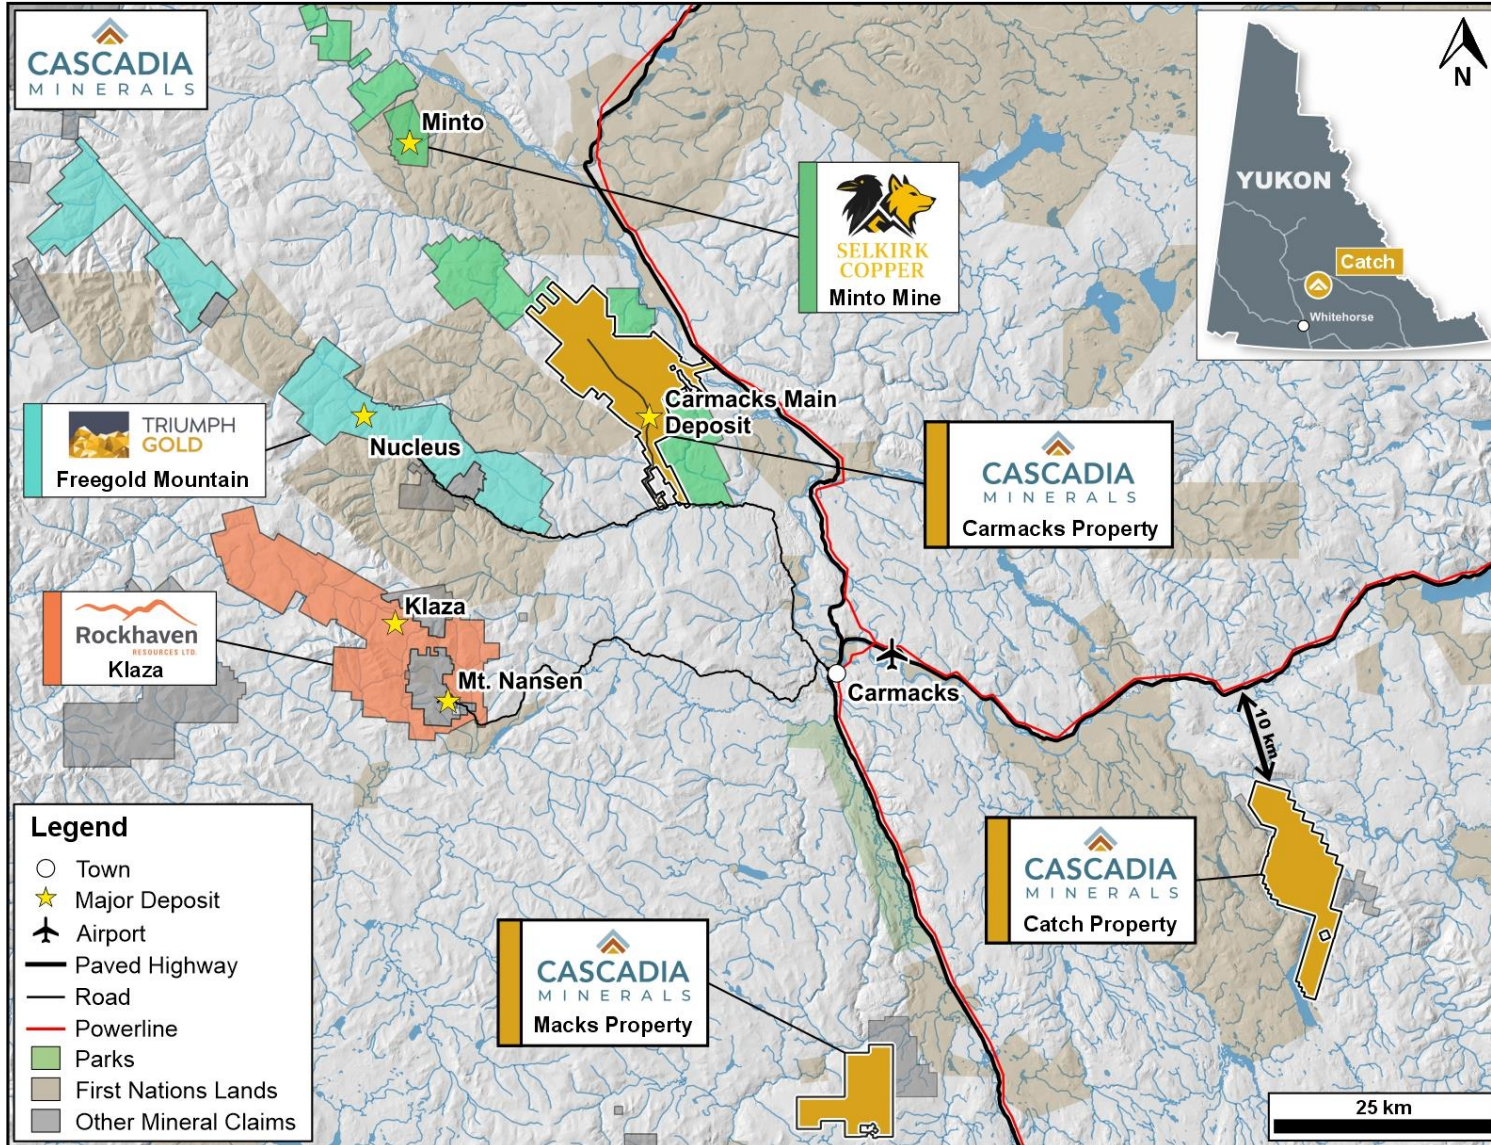 CASCADIA
MINERALS
Minto
SELKIRK
COPPER
Minto Mine
N
YUKON
Catch
Whitehorse
TRIUMPH
GOLD
Freegold Mountain
Nucleus
Carmacks Main
Deposit
CASCADIA
MINERALS
Carmacks Property
Rockhaven
RESOURCES LTD.
Klaza
Klaza
Mt. Nansen
Carmacks
10 km
CASCADIA
MINERALS
Catch Property
CASCADIA
MINERALS
Macks Property
Legend
Town
Major Deposit
Airport
Paved Highway
Road
Powerline
Parks
First Nations Lands
Other Mineral Claims
25 km